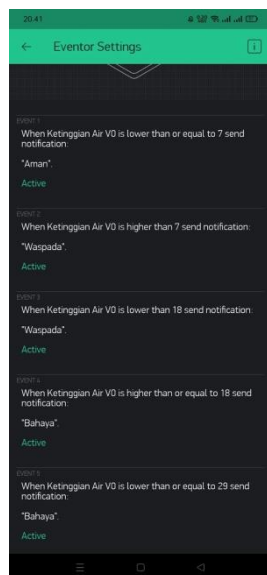 20.41
Eventor Settings
EVENT 1
When Ketinggian Air V0 is lower than or equal to 7 send
notification:
"Aman".
Active
EVENT 2
When Ketinggian Air V0 is higher than 7 send notification:
"Waspada".
Active
EVENT 3
When Ketinggian Air V0 is lower than 18 send notification:
"Waspada".
Active
EVENT 4
When Ketinggian Air V0 is higher than or equal to 18 send
notification:
"Bahaya".
Active
EVENT 5
When Ketinggian Air V0 is lower than or equal to 29 send
notification:
"Bahaya".
Active